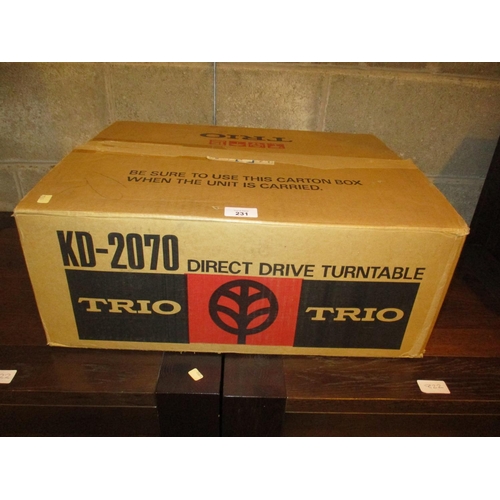 TRIO
BE SURE TO USE THIS CARTON BOX
WHEN THE UNIT IS CARRIED.
231
KD-2070 DIRECT DRIVE TURNTABLE
TRIO TRIO